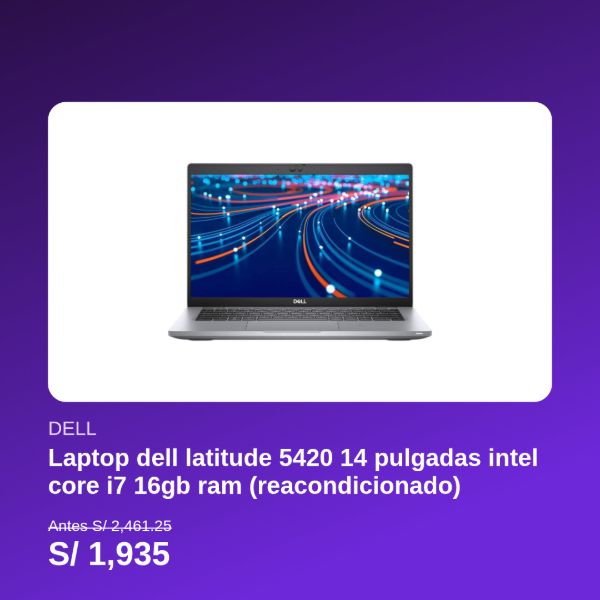 DELL
DELL
Laptop dell latitude 5420 14 pulgadas intel
core i7 16gb ram (reacondicionado)
Antes S/ 2,461.25
S/ 1,935